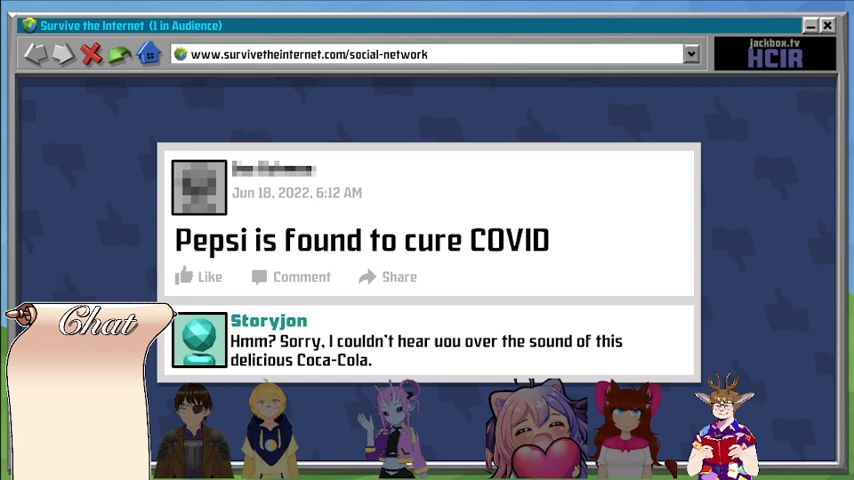 Survive the Internet (1 in Audience)
www.survivetheinternet.com/social-network
jackbox.tv
HCIR
Jun 18, 2022, 6:12 AM
Pepsi is found to cure COVID
Like Comment Share
Chat
Storyjon
Hmm? Sorry, I couldn't hear you over the sound of this
delicious Coca-Cola.